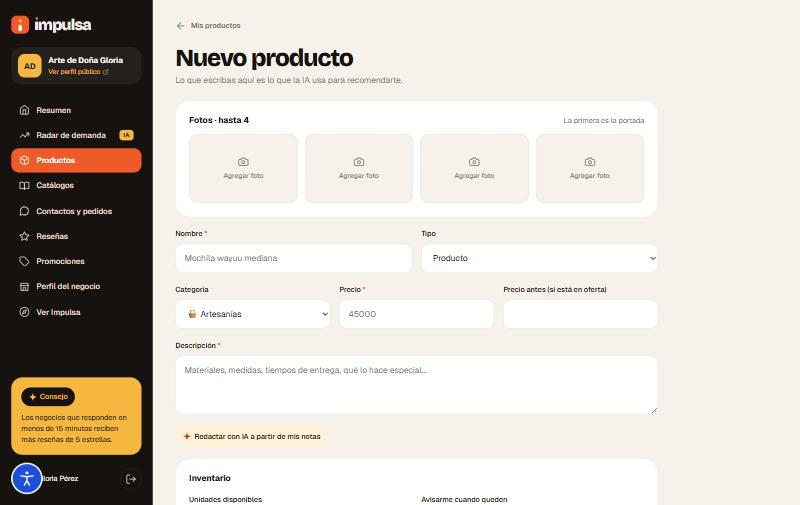 impulsa
AD
Arte de Doña Gloria
Ver perfil público
Resumen
Radar de demanda
IA
Productos
Catálogos
Contactos y pedidos
Reseñas
Promociones
Perfil del negocio
Ver Impulsa
Consejo
Los negocios que responden en
menos de 15 minutos reciben
más reseñas de 5 estrellas.
loria Pérez
Mis productos
Nuevo producto
Lo que escribas aquí es lo que la IA usa para recomendarte.
Fotos · hasta 4
La primera es la portada
Agregar foto
Agregar foto
Agregar foto
Agregar foto
Nombre *
Tipo
Mochila wayuu mediana
Producto
Categoría
Precio *
Precio antes (si está en oferta)
Artesanías
45000
Descripción *
Materiales, medidas, tiempos de entrega, qué lo hace especial...
Redactar con IA a partir de mis notas
Inventario
Unidades disponibles
Avisarme cuando queden